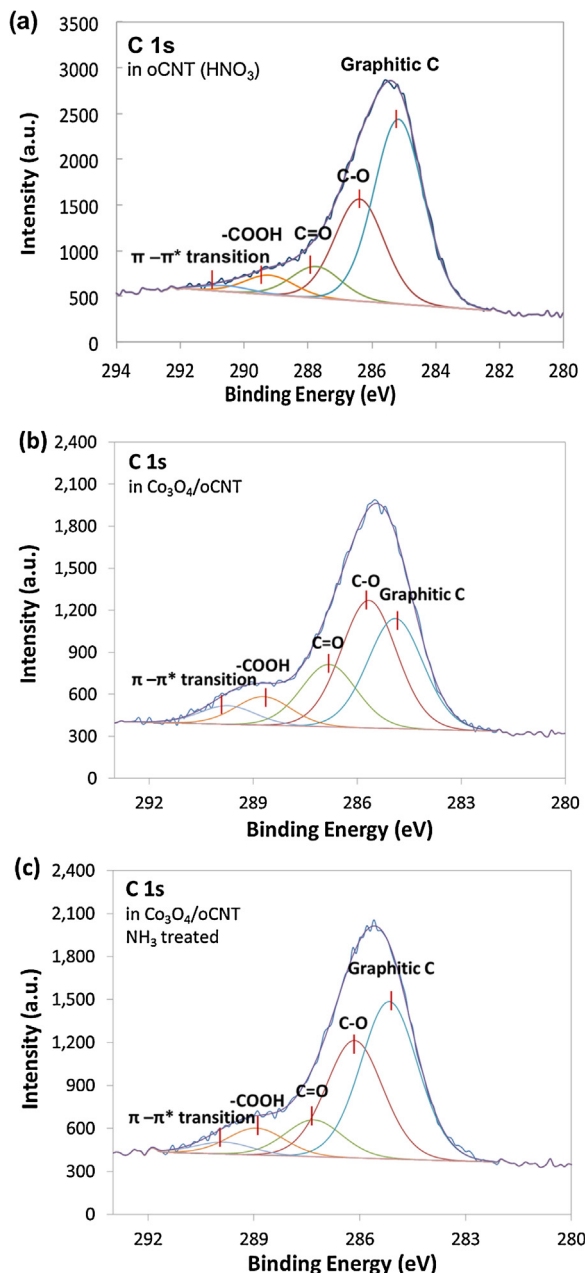 (a)
C 1s
in oCNT (HNO₃)
Graphitic C
C-O
C=O
-COOH
π –π* transition
Intensity (a.u.)
3500
3000
2500
2000
1500
1000
500
0
294 292 290 288 286 284 282 280
Binding Energy (eV)
(b)
C 1s
in Co₃O₄/oCNT
C-O
Graphitic C
C=O
-COOH
π –π* transition
Intensity (a.u.)
2,400
2,100
1,800
1,500
1,200
900
600
300
0
292 289 286 283 280
Binding Energy (eV)
(c)
C 1s
in Co₃O₄/oCNT
NH₃ treated
Graphitic C
C-O
C=O
-COOH
π –π* transition
Intensity (a.u.)
2,400
2,100
1,800
1,500
1,200
900
600
300
0
292 289 286 283 280
Binding Energy (eV)